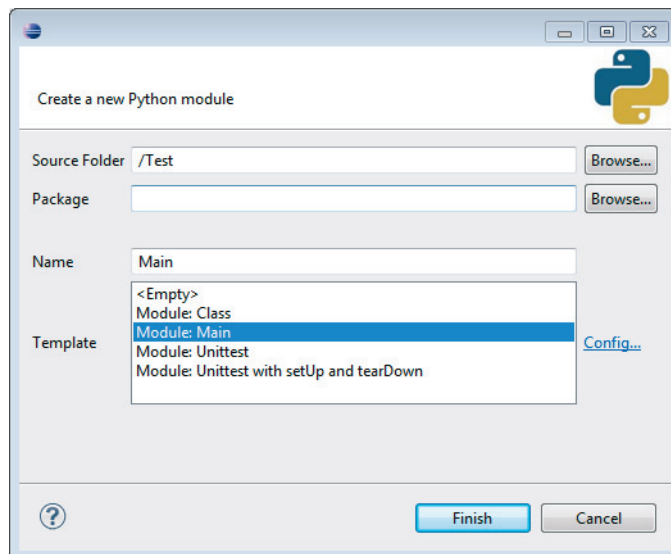 Create a new Python module
Source Folder /Test Browse...
Package Browse...
Name Main
<Empty>
Module: Class
Module: Main
Template Module: Unittest Config...
Module: Unittest with setUp and tearDown
? Finish Cancel